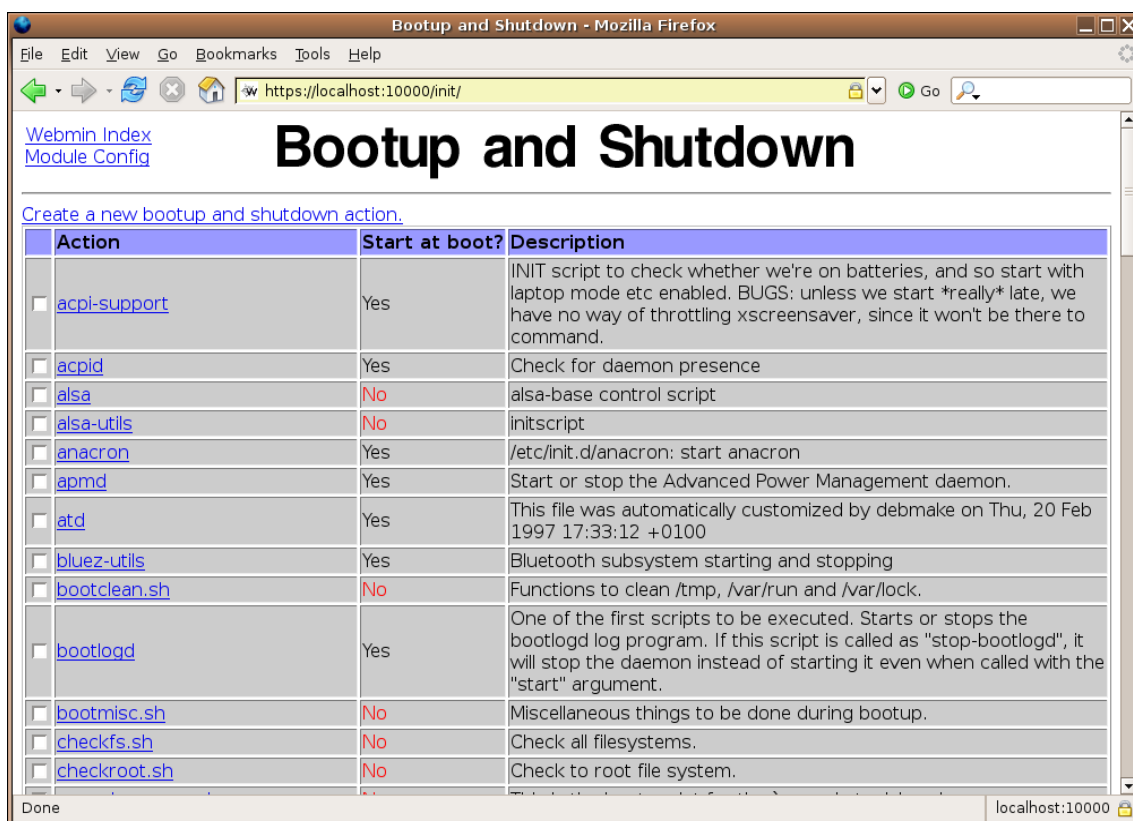 Bootup and Shutdown - Mozilla Firefox
File Edit View Go Bookmarks Tools Help
https://localhost:10000/init/
Go
Webmin Index
Module Config
Bootup and Shutdown
Create a new bootup and shutdown action.
Action Start at boot? Description
acpi-support Yes INIT script to check whether we're on batteries, and so start with
laptop mode etc enabled. BUGS: unless we start *really* late, we
have no way of throttling xscreensaver, since it won't be there to
command.
acpid Yes Check for daemon presence
alsa No alsa-base control script
alsa-utils No initscript
anacron Yes /etc/init.d/anacron: start anacron
apmd Yes Start or stop the Advanced Power Management daemon.
atd Yes This file was automatically customized by debmake on Thu, 20 Feb
1997 17:33:12 +0100
bluez-utils Yes Bluetooth subsystem starting and stopping
bootclean.sh No Functions to clean /tmp, /var/run and /var/lock.
bootlogd Yes One of the first scripts to be executed. Starts or stops the
bootlogd log program. If this script is called as "stop-bootlogd", it
will stop the daemon instead of starting it even when called with the
"start" argument.
bootmisc.sh No Miscellaneous things to be done during bootup.
checkfs.sh No Check all filesystems.
checkroot.sh No Check to root file system.
Done localhost:10000